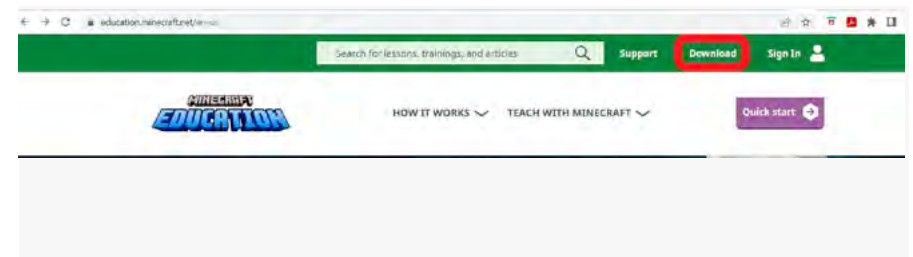 education.minecraft.net/
Search for lessons, trainings, and articles Support Download Sign In
MINECRAFT
EDUCATION
HOW IT WORKS TEACH WITH MINECRAFT Quick start